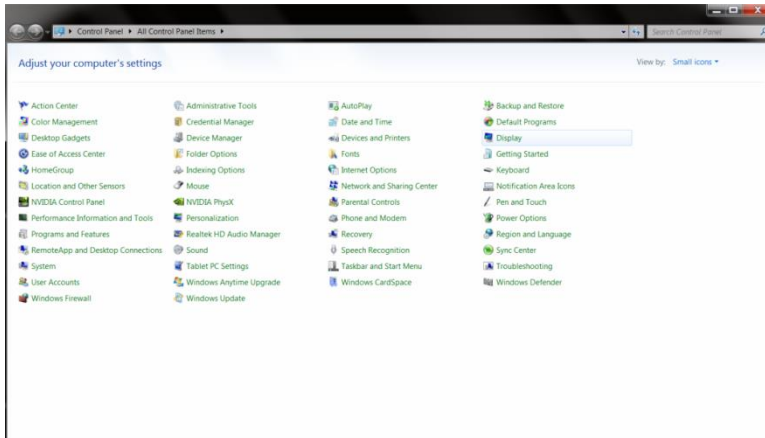 Control Panel ▸ All Control Panel Items ▸ Search Control Panel
Adjust your computer's settings View by: Small icons
Action Center Administrative Tools AutoPlay Backup and Restore
Color Management Credential Manager Date and Time Default Programs
Desktop Gadgets Device Manager Devices and Printers Display
Ease of Access Center Folder Options Fonts Getting Started
HomeGroup Indexing Options Internet Options Keyboard
Location and Other Sensors Mouse Network and Sharing Center Notification Area Icons
NVIDIA Control Panel NVIDIA PhysX Parental Controls Pen and Touch
Performance Information and Tools Personalization Phone and Modem Power Options
Programs and Features Realtek HD Audio Manager Recovery Region and Language
RemoteApp and Desktop Connections Sound Speech Recognition Sync Center
System Tablet PC Settings Taskbar and Start Menu Troubleshooting
User Accounts Windows Anytime Upgrade Windows CardSpace Windows Defender
Windows Firewall Windows Update